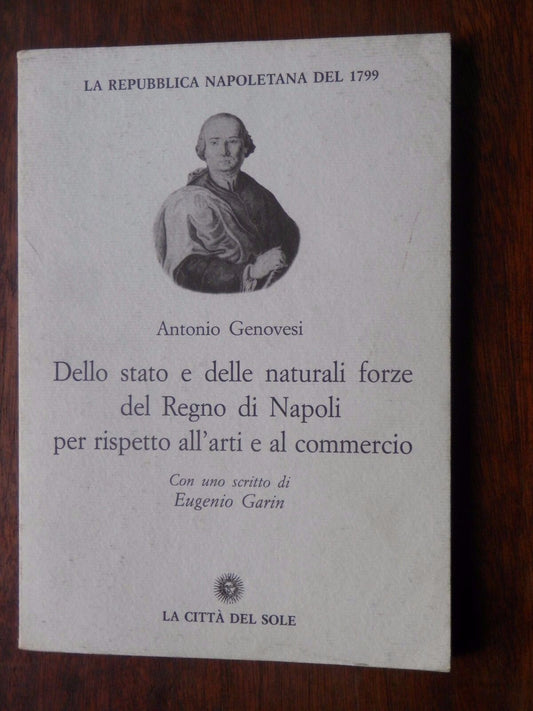 LA REPUBBLICA NAPOLETANA DEL 1799
Antonio Genovesi
Dello stato e delle naturali forze
del Regno di Napoli
per rispetto all'arti e al commercio
Con uno scritto di
Eugenio Garin
LA CITTÀ DEL SOLE